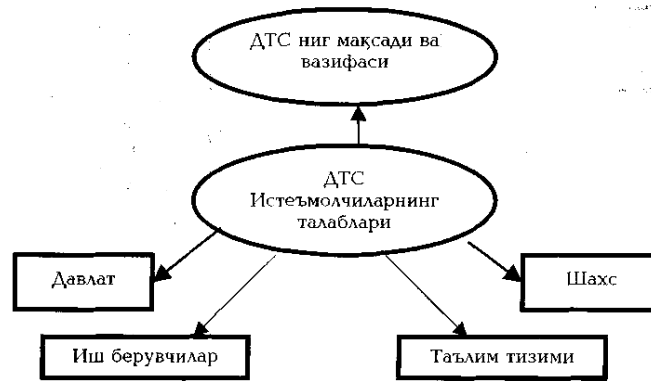 ДТС ниг мақсади ва
вазифаси
ДТС
Истеъмолчиларнинг
талаблари
Давлат
Шахс
Иш берувчилар
Таълим тизими